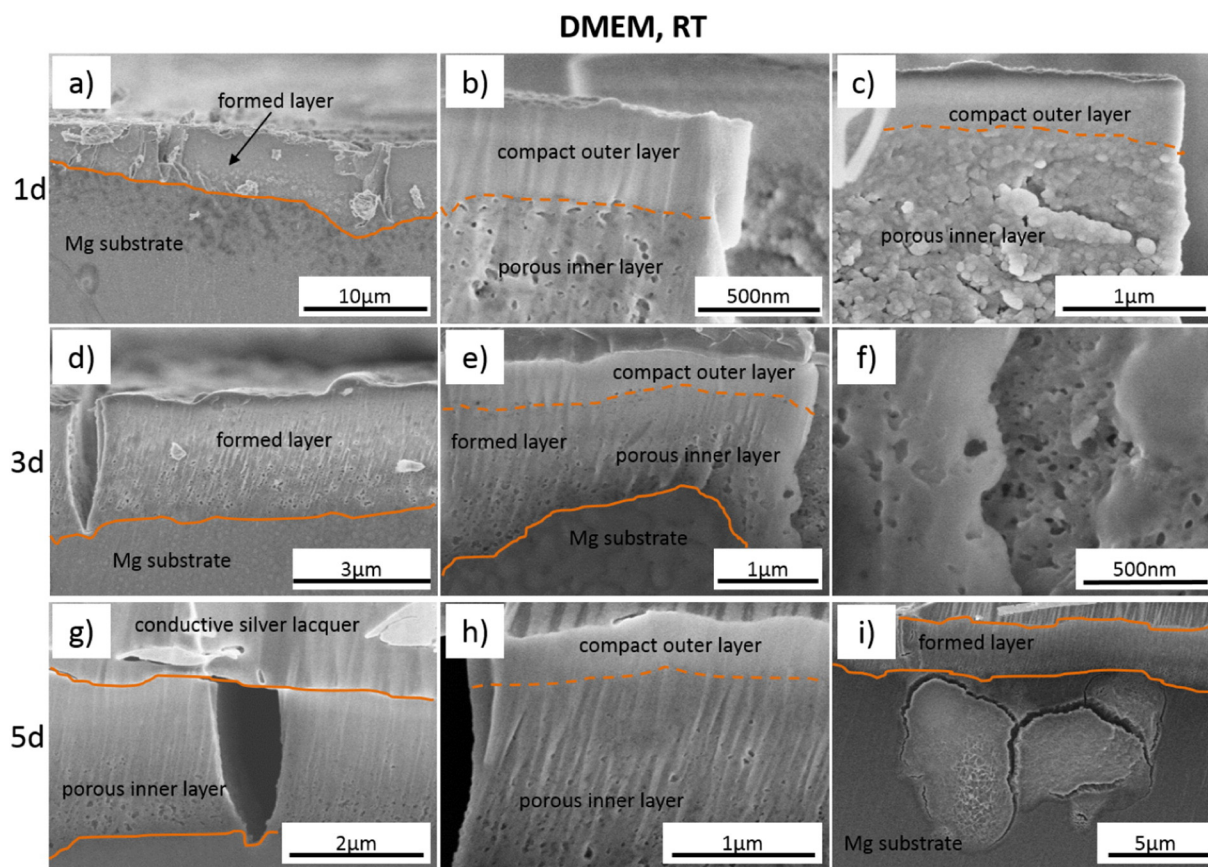 DMEM, RT
1d
a)
formed layer
Mg substrate
10µm
b)
compact outer layer
porous inner layer
500nm
c)
compact outer layer
porous inner layer
1µm
3d
d)
formed layer
Mg substrate
3µm
e)
compact outer layer
formed layer
porous inner layer
Mg substrate
1µm
f)
500nm
5d
g)
conductive silver lacquer
porous inner layer
2µm
h)
compact outer layer
porous inner layer
1µm
i)
formed layer
Mg substrate
5µm